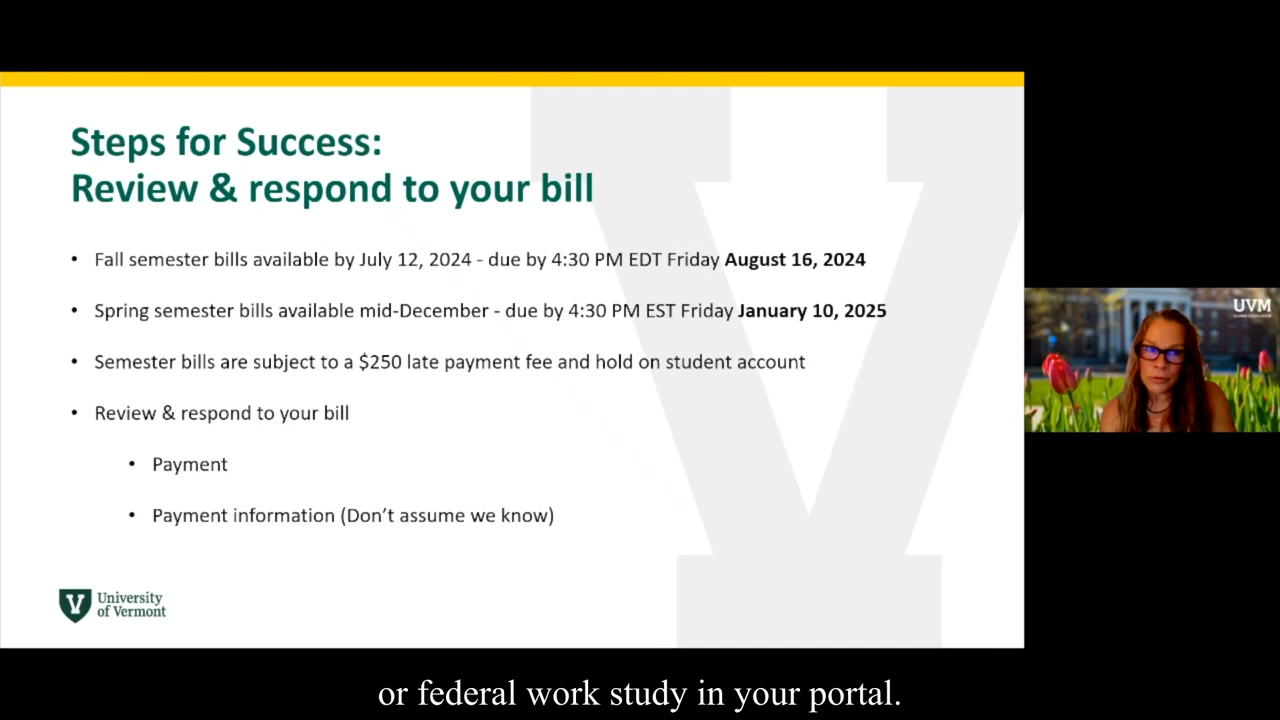 Steps for Success:
Review & respond to your bill
• Fall semester bills available by July 12, 2024 - due by 4:30 PM EDT Friday August 16, 2024
• Spring semester bills available mid-December - due by 4:30 PM EST Friday January 10, 2025
• Semester bills are subject to a $250 late payment fee and hold on student account
• Review & respond to your bill
• Payment
• Payment information (Don’t assume we know)
University
of Vermont
UVM
or federal work study in your portal.